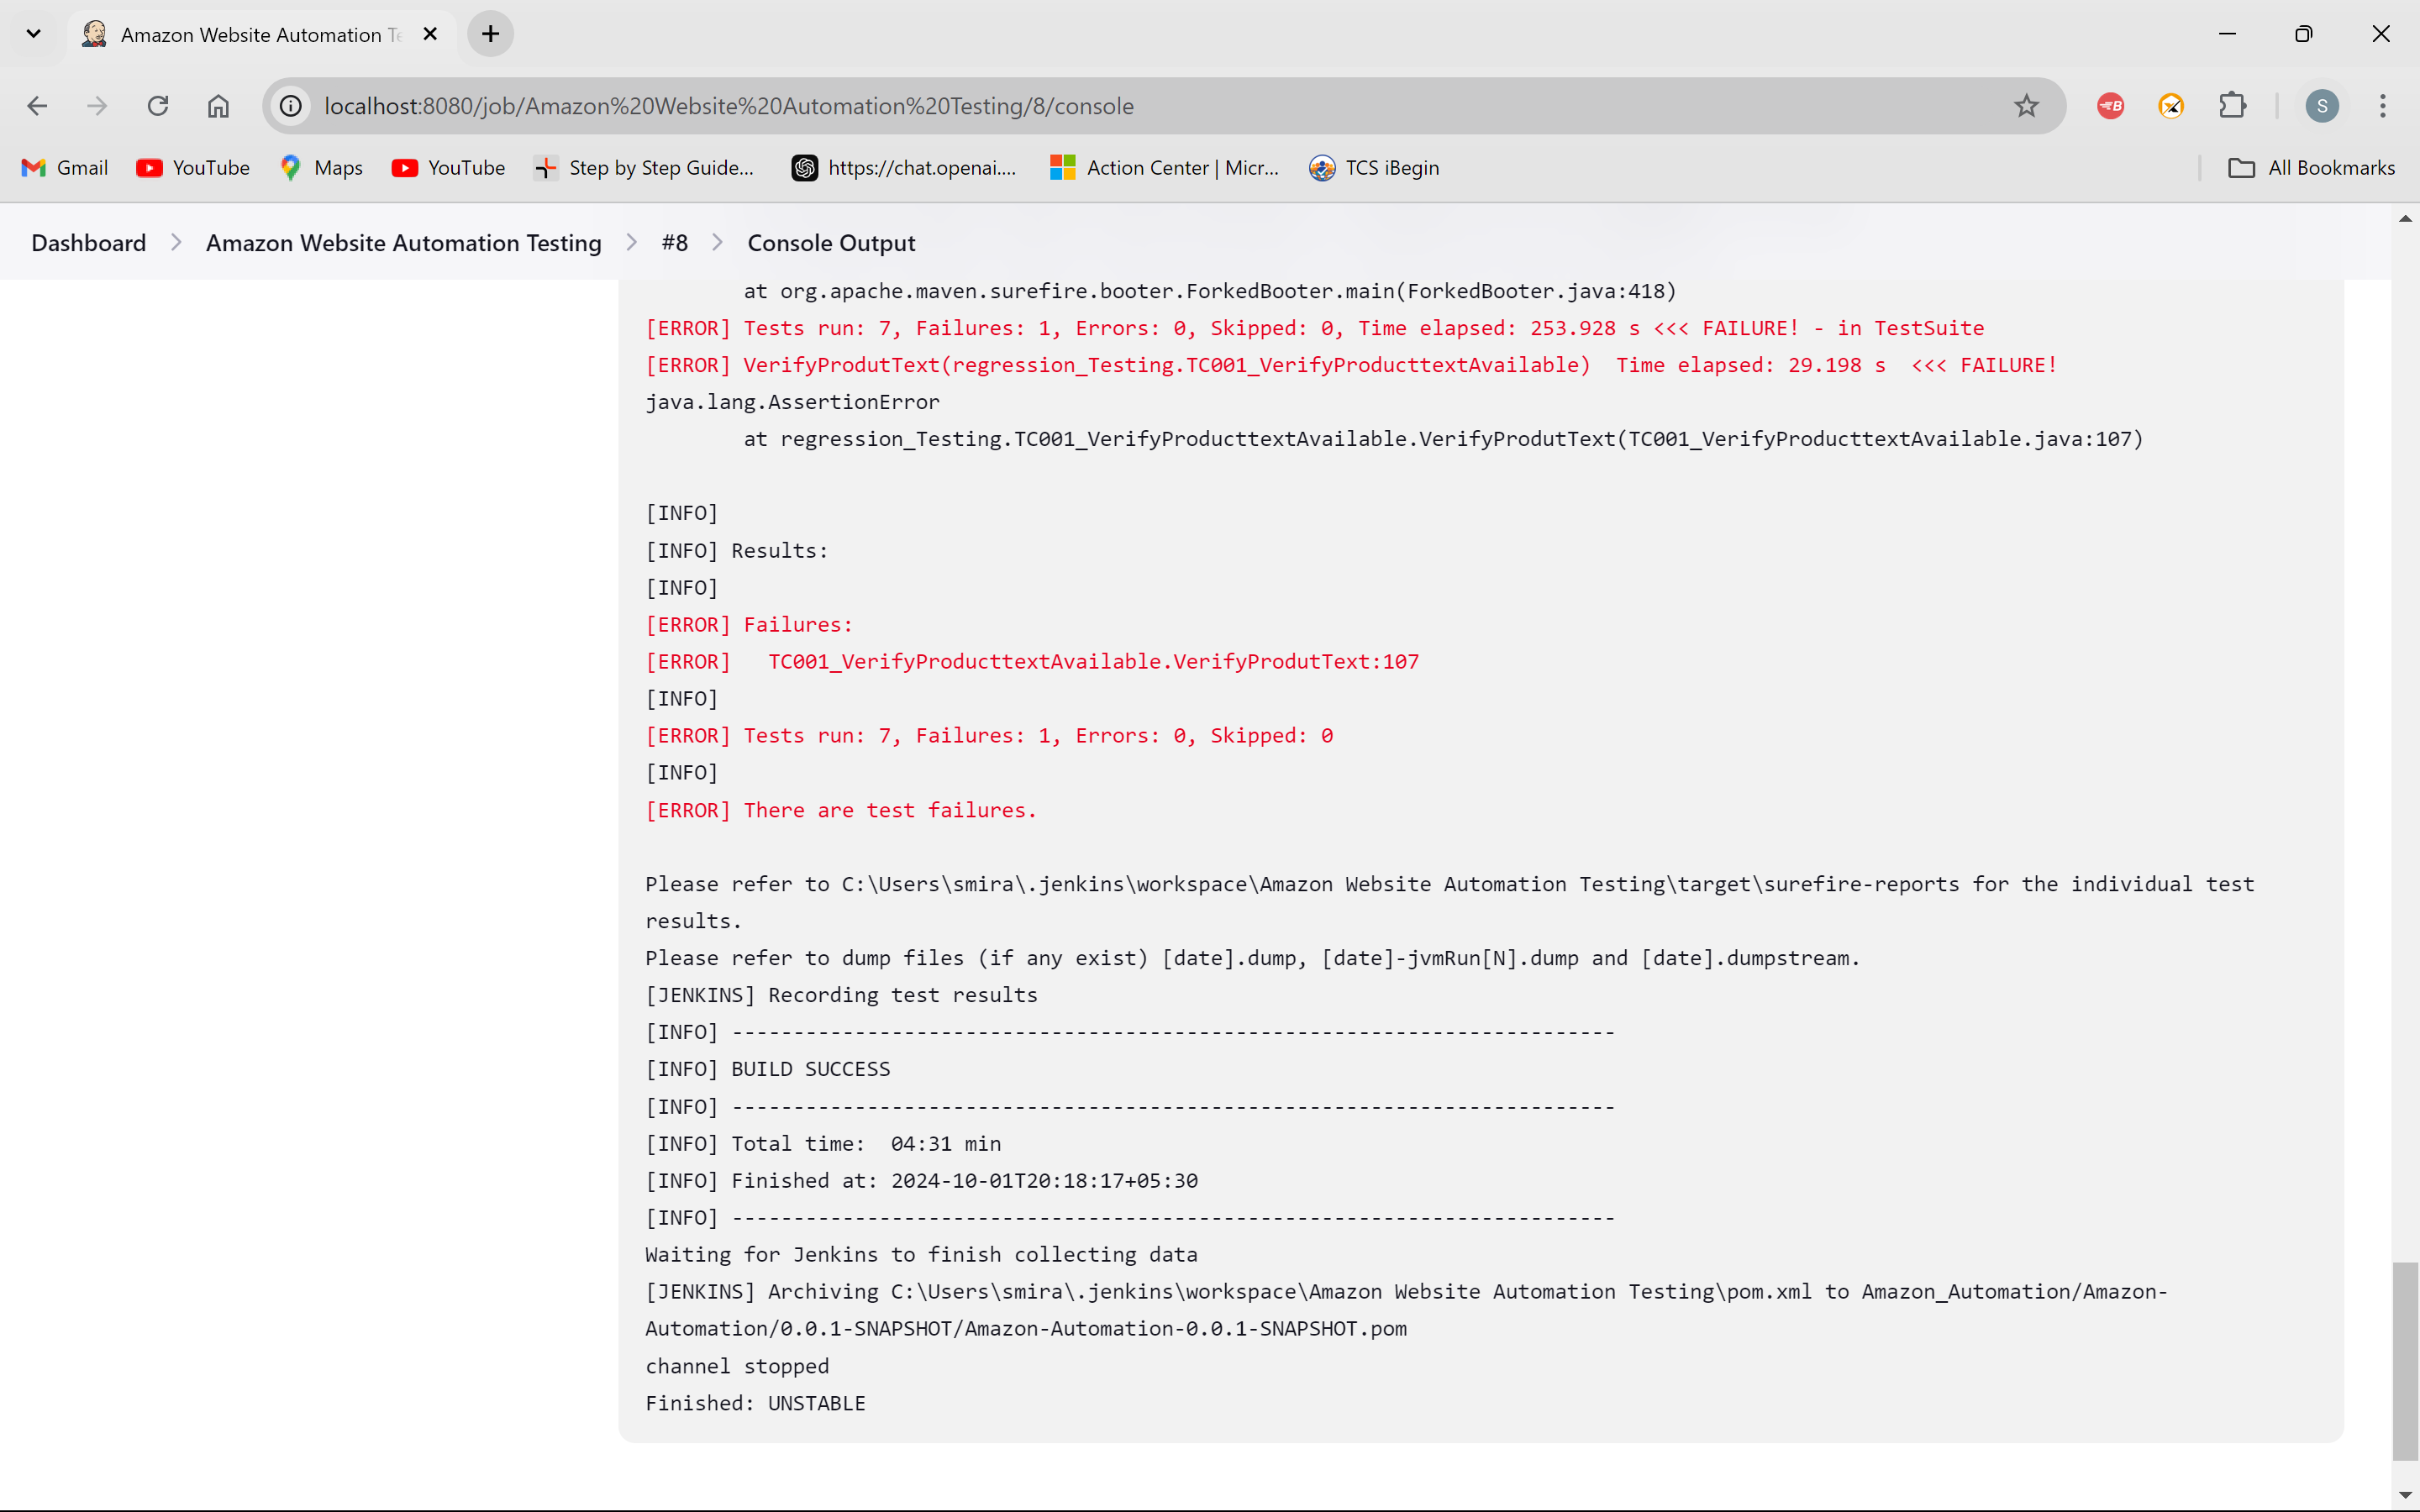 Amazon Website Automation Te
localhost:8080/job/Amazon%20Website%20Automation%20Testing/8/console
S
Gmail YouTube Maps YouTube Step by Step Guide... https://chat.openai.... Action Center | Micr... TCS iBegin All Bookmarks
Dashboard Amazon Website Automation Testing #8 Console Output
at org.apache.maven.surefire.booter.ForkedBooter.main(ForkedBooter.java:418)
[ERROR] Tests run: 7, Failures: 1, Errors: 0, Skipped: 0, Time elapsed: 253.928 s <<< FAILURE! - in TestSuite
[ERROR] VerifyProdutText(regression_Testing.TC001_VerifyProducttextAvailable)  Time elapsed: 29.198 s  <<< FAILURE!
java.lang.AssertionError
at regression_Testing.TC001_VerifyProducttextAvailable.VerifyProdutText(TC001_VerifyProducttextAvailable.java:107)
[INFO]
[INFO] Results:
[INFO]
[ERROR] Failures:
[ERROR]   TC001_VerifyProducttextAvailable.VerifyProdutText:107
[INFO]
[ERROR] Tests run: 7, Failures: 1, Errors: 0, Skipped: 0
[INFO]
[ERROR] There are test failures.
Please refer to C:\Users\smira\.jenkins\workspace\Amazon Website Automation Testing\target\surefire-reports for the individual test
results.
Please refer to dump files (if any exist) [date].dump, [date]-jvmRun[N].dump and [date].dumpstream.
[JENKINS] Recording test results
[INFO] ------------------------------------------------------------------------
[INFO] BUILD SUCCESS
[INFO] ------------------------------------------------------------------------
[INFO] Total time:  04:31 min
[INFO] Finished at: 2024-10-01T20:18:17+05:30
[INFO] ------------------------------------------------------------------------
Waiting for Jenkins to finish collecting data
[JENKINS] Archiving C:\Users\smira\.jenkins\workspace\Amazon Website Automation Testing\pom.xml to Amazon_Automation/Amazon-
Automation/0.0.1-SNAPSHOT/Amazon-Automation-0.0.1-SNAPSHOT.pom
channel stopped
Finished: UNSTABLE